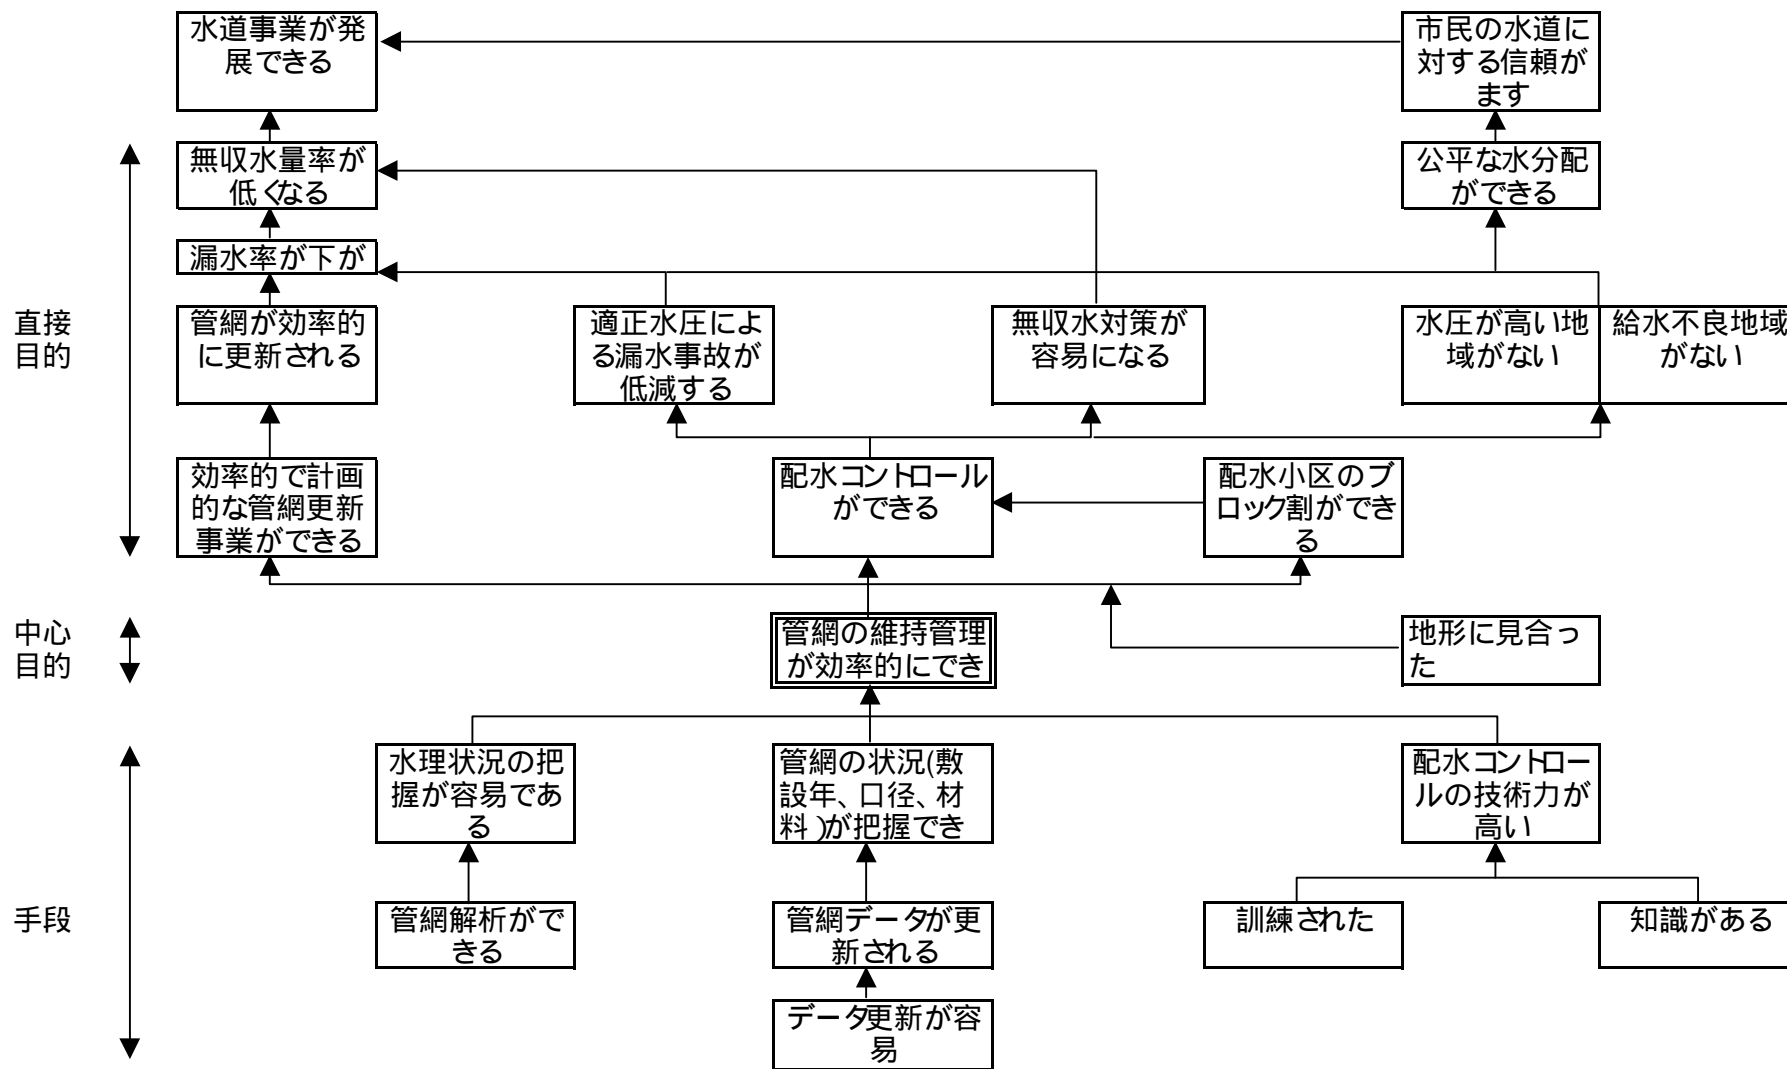 水道事業が発
展できる
市民の水道に
対する信頼が
ます
無収水量率が
低くなる
公平な水分配
ができる
漏水率が下が
直接
目的
管網が効率的
に更新される
適正水圧によ
る漏水事故が
低減する
無収水対策が
容易になる
水圧が高い地
域がない
給水不良地域
がない
効率的で計画
的な管網更新
事業ができる
配水コントロール
ができる
配水小区のブ
ロック割ができ
る
中心
目的
管網の維持管理
が効率的にでき
地形に見合っ
た
水理状況の把
握が容易であ
る
管網の状況(敷
設年、口径、材
料)が把握でき
配水コントロー
ルの技術力が
高い
手段
管網解析がで
きる
管網データが更
新される
訓練された
知識がある
データ更新が容
易